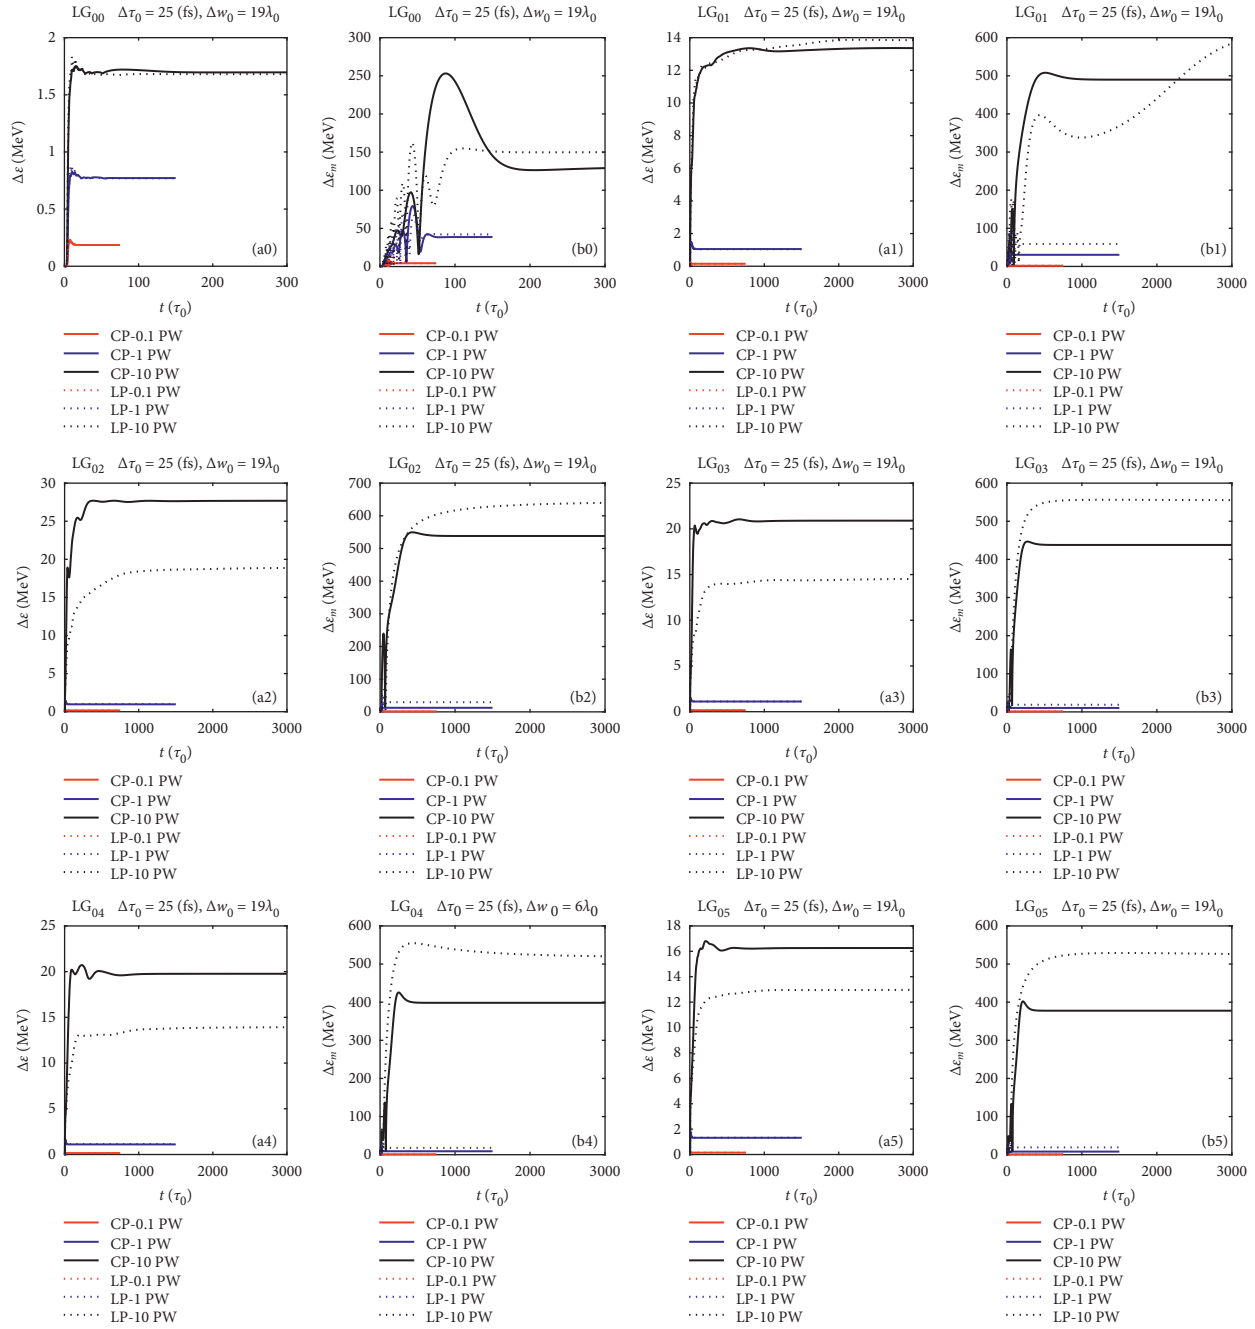 LG00 Δτ0 = 25 (fs), Δw0 = 19λ0
2
1.5
1
0.5
0
Δε (MeV)
(a0)
0 100 200 300
t (τ0)
CP-0.1 PW
CP-1 PW
CP-10 PW
LP-0.1 PW
LP-1 PW
LP-10 PW
LG00 Δτ0 = 25 (fs), Δw0 = 19λ0
300
250
200
150
100
50
0
Δεm (MeV)
(b0)
0 100 200 300
t (τ0)
CP-0.1 PW
CP-1 PW
CP-10 PW
LP-0.1 PW
LP-1 PW
LP-10 PW
LG01 Δτ0 = 25 (fs), Δw0 = 19λ0
14
12
10
8
6
4
2
0
Δε (MeV)
(a1)
0 1000 2000 3000
t (τ0)
CP-0.1 PW
CP-1 PW
CP-10 PW
LP-0.1 PW
LP-1 PW
LP-10 PW
LG01 Δτ0 = 25 (fs), Δw0 = 19λ0
600
500
400
300
200
100
0
Δεm (MeV)
(b1)
0 1000 2000 3000
t (τ0)
CP-0.1 PW
CP-1 PW
CP-10 PW
LP-0.1 PW
LP-1 PW
LP-10 PW
LG02 Δτ0 = 25 (fs), Δw0 = 19λ0
30
25
20
15
10
5
0
Δε (MeV)
(a2)
0 1000 2000 3000
t (τ0)
CP-0.1 PW
CP-1 PW
CP-10 PW
LP-0.1 PW
LP-1 PW
LP-10 PW
LG02 Δτ0 = 25 (fs), Δw0 = 19λ0
700
600
500
400
300
200
100
0
Δεm (MeV)
(b2)
0 1000 2000 3000
t (τ0)
CP-0.1 PW
CP-1 PW
CP-10 PW
LP-0.1 PW
LP-1 PW
LP-10 PW
LG03 Δτ0 = 25 (fs), Δw0 = 19λ0
25
20
15
10
5
0
Δε (MeV)
(a3)
0 1000 2000 3000
t (τ0)
CP-0.1 PW
CP-1 PW
CP-10 PW
LP-0.1 PW
LP-1 PW
LP-10 PW
LG03 Δτ0 = 25 (fs), Δw0 = 19λ0
600
500
400
300
200
100
0
Δεm (MeV)
(b3)
0 1000 2000 3000
t (τ0)
CP-0.1 PW
CP-1 PW
CP-10 PW
LP-0.1 PW
LP-1 PW
LP-10 PW
LG04 Δτ0 = 25 (fs), Δw0 = 19λ0
25
20
15
10
5
0
Δε (MeV)
(a4)
0 1000 2000 3000
t (τ0)
CP-0.1 PW
CP-1 PW
CP-10 PW
LP-0.1 PW
LP-1 PW
LP-10 PW
LG04 Δτ0 = 25 (fs), Δw 0 = 6λ0
600
500
400
300
200
100
0
Δεm (MeV)
(b4)
0 1000 2000 3000
t (τ0)
CP-0.1 PW
CP-1 PW
CP-10 PW
LP-0.1 PW
LP-1 PW
LP-10 PW
LG05 Δτ0 = 25 (fs), Δw0 = 19λ0
18
16
14
12
10
8
6
4
2
0
Δε (MeV)
(a5)
0 1000 2000 3000
t (τ0)
CP-0.1 PW
CP-1 PW
CP-10 PW
LP-0.1 PW
LP-1 PW
LP-10 PW
LG05 Δτ0 = 25 (fs), Δw0 = 19λ0
600
500
400
300
200
100
0
Δεm (MeV)
(b5)
0 1000 2000 3000
t (τ0)
CP-0.1 PW
CP-1 PW
CP-10 PW
LP-0.1 PW
LP-1 PW
LP-10 PW